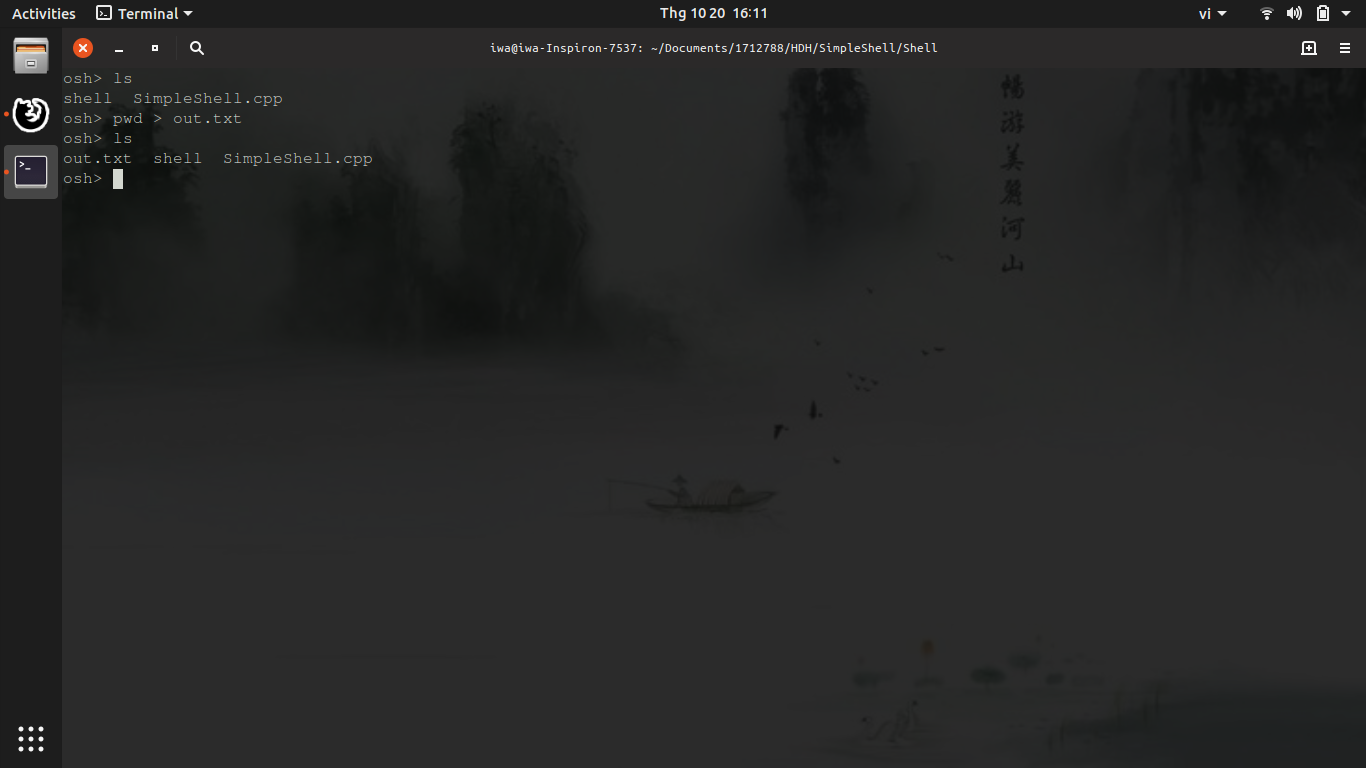 Activities Terminal Thg 10 20 16:11 vi
iwa@iwa-Inspiron-7537: ~/Documents/1712788/HDH/SimpleShell/Shell
osh> ls
shell SimpleShell.cpp
osh> pwd > out.txt
osh> ls
out.txt shell SimpleShell.cpp
osh>
暢游美麗河山